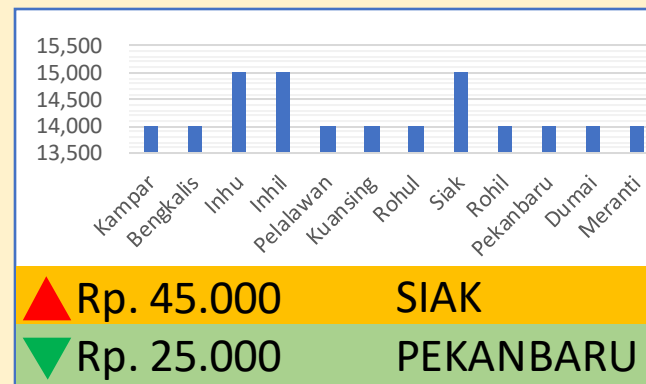 15,500
15,000
14,500
14,000
13,500
Kampar
Bengkalis
Inhu
Inhil
Pelalawan
Kuansing
Rohul
Siak
Rohil
Pekanbaru
Dumai
Meranti
Rp. 45.000 SIAK
Rp. 25.000 PEKANBARU